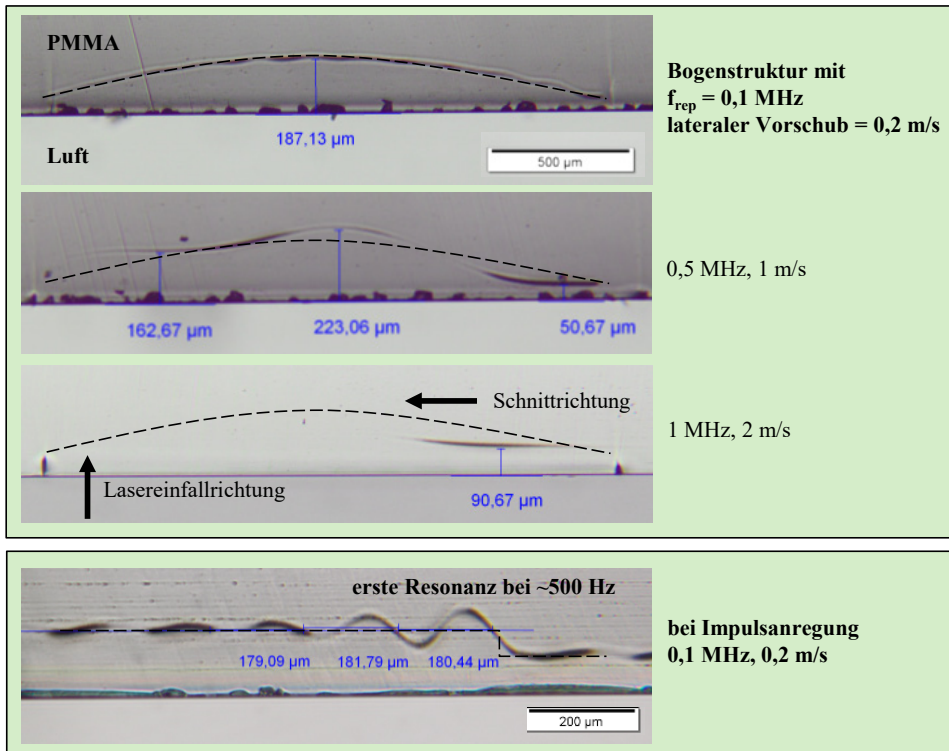 PMMA
187,13 µm
Luft
500 µm
Bogenstruktur mit
f_rep = 0,1 MHz
lateraler Vorschub = 0,2 m/s
162,67 µm
223,06 µm
50,67 µm
0,5 MHz, 1 m/s
Schnittrichtung
Lasereinfallrichtung
90,67 µm
1 MHz, 2 m/s
erste Resonanz bei ~500 Hz
179,09 µm
181,79 µm
180,44 µm
200 µm
bei Impulsanregung
0,1 MHz, 0,2 m/s